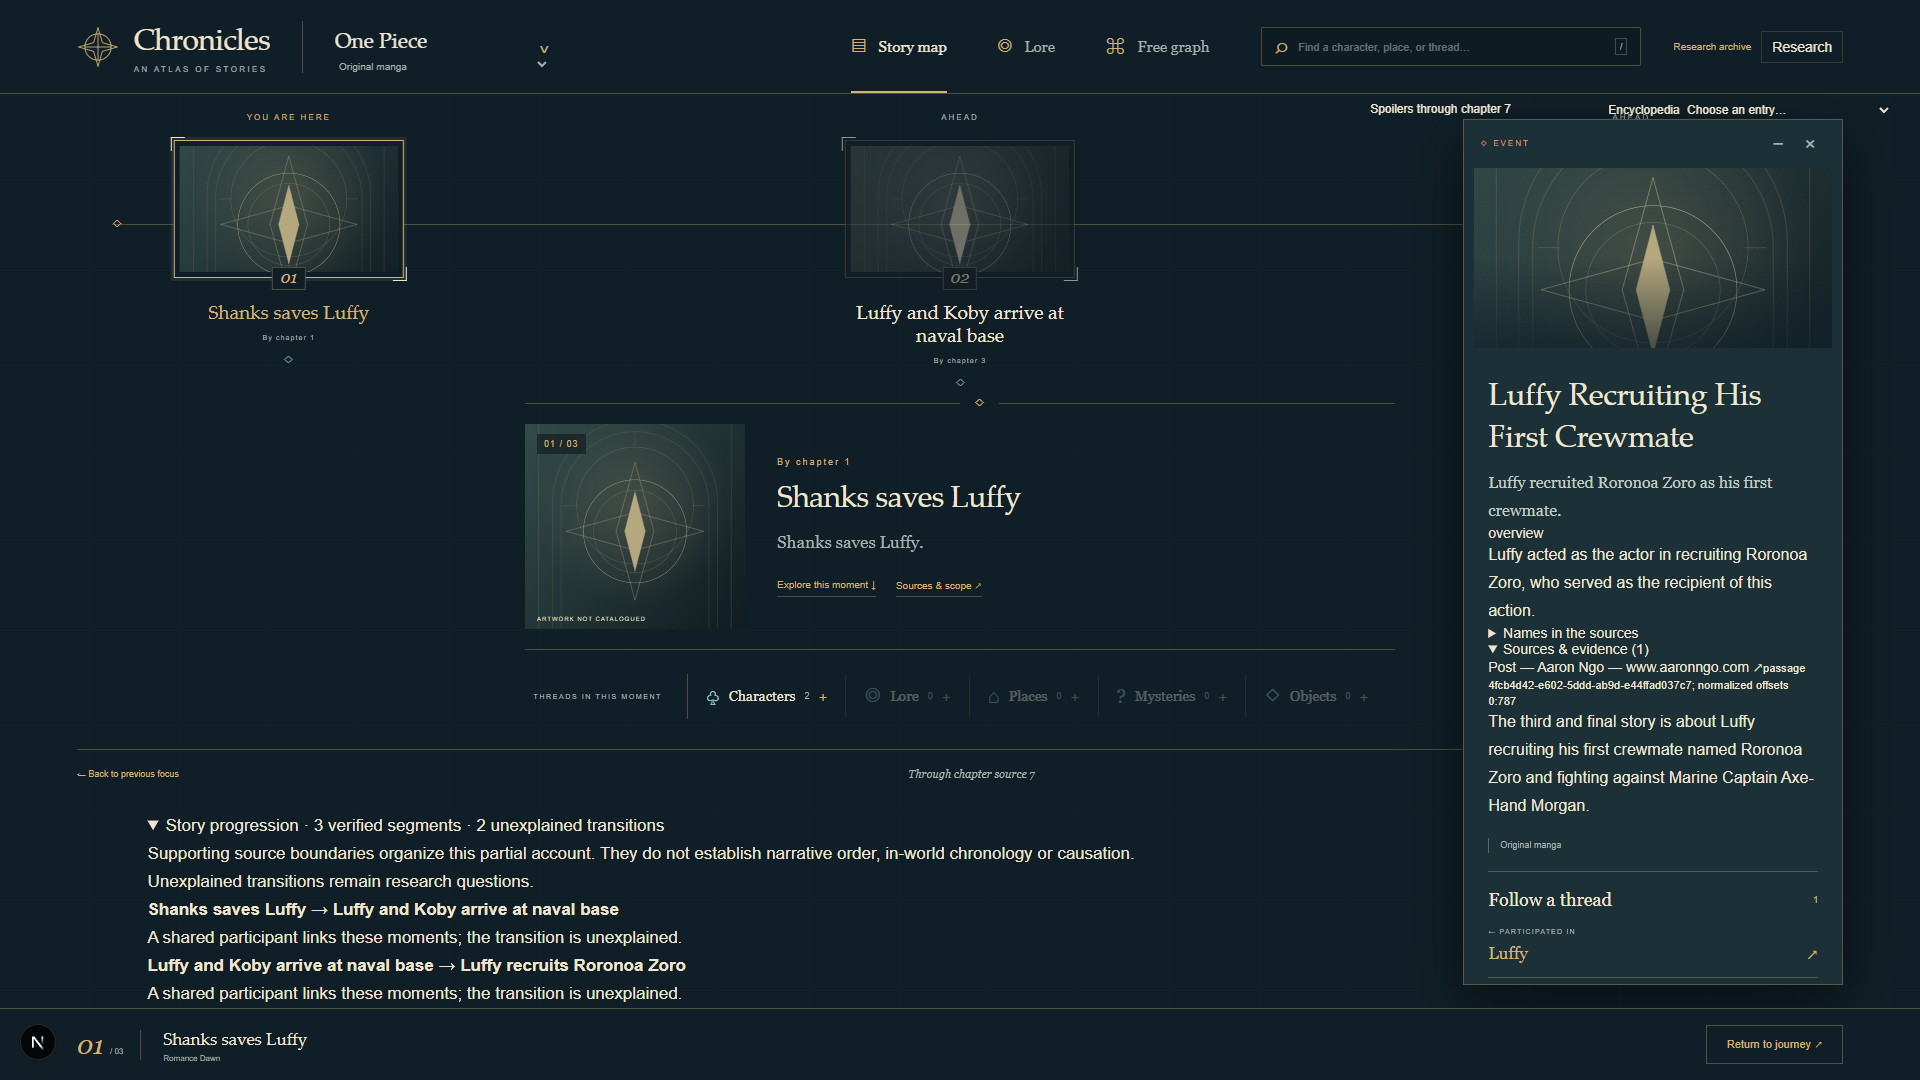 Chronicles
AN ATLAS OF STORIES
One Piece
Original manga
Story map
Lore
Free graph
Find a character, place, or thread...
/
Research archive
Research
YOU ARE HERE
AHEAD
Spoilers through chapter 7
Encyclopedia Choose an entry...
AHEAD
01
Shanks saves Luffy
By chapter 1
02
Luffy and Koby arrive at
naval base
By chapter 3
01 / 03
ARTWORK NOT CATALOGUED
By chapter 1
Shanks saves Luffy
Shanks saves Luffy.
Explore this moment ↓
Sources & scope ↗
THREADS IN THIS MOMENT
Characters 2 +
Lore 0 +
Places 0 +
? Mysteries 0 +
Objects 0 +
← Back to previous focus
Through chapter source 7
▼ Story progression · 3 verified segments · 2 unexplained transitions
Supporting source boundaries organize this partial account. They do not establish narrative order, in-world chronology or causation.
Unexplained transitions remain research questions.
Shanks saves Luffy → Luffy and Koby arrive at naval base
A shared participant links these moments; the transition is unexplained.
Luffy and Koby arrive at naval base → Luffy recruits Roronoa Zoro
A shared participant links these moments; the transition is unexplained.
◇ EVENT
Luffy Recruiting His
First Crewmate
Luffy recruited Roronoa Zoro as his first
crewmate.
overview
Luffy acted as the actor in recruiting Roronoa
Zoro, who served as the recipient of this
action.
▶ Names in the sources
▼ Sources & evidence (1)
Post — Aaron Ngo — www.aaronngo.com ↗passage
4fcb4d42-e602-5ddd-ab9d-e44ffad037c7; normalized offsets
0:787
The third and final story is about Luffy
recruiting his first crewmate named Roronoa
Zoro and fighting against Marine Captain Axe-
Hand Morgan.
Original manga
Follow a thread
1
← PARTICIPATED IN
Luffy ↗
N
01 / 03
Shanks saves Luffy
Romance Dawn
Return to journey ↗